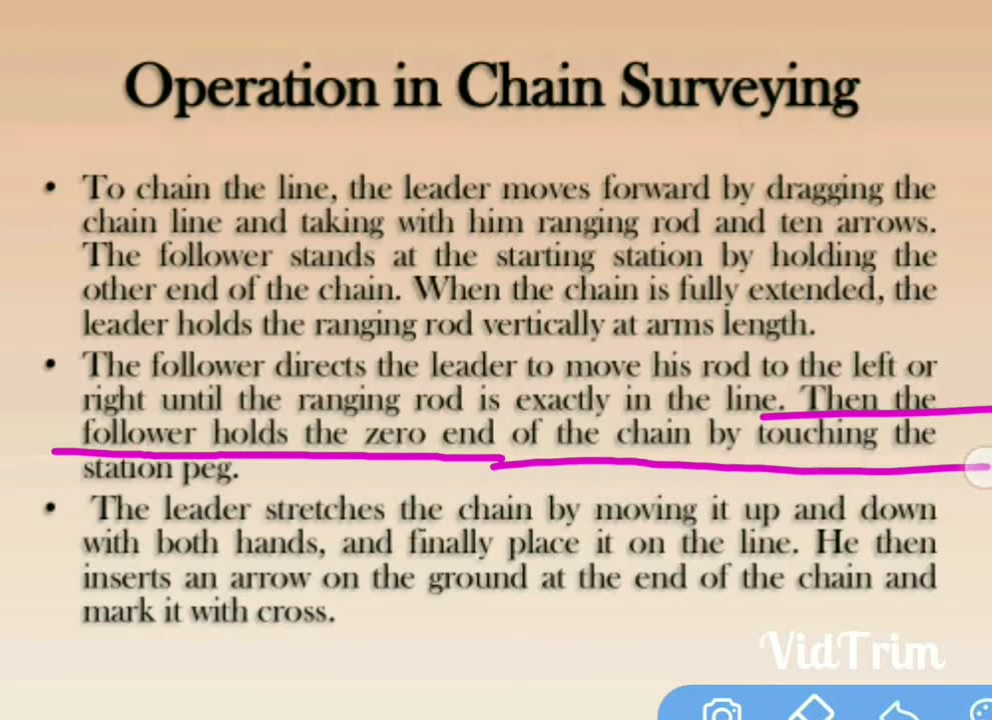 Operation in Chain Surveying
• To chain the line, the leader moves forward by dragging the
chain line and taking with him ranging rod and ten arrows.
The follower stands at the starting station by holding the
other end of the chain. When the chain is fully extended, the
leader holds the ranging rod vertically at arms length.
• The follower directs the leader to move his rod to the left or
right until the ranging rod is exactly in the line. Then the
follower holds the zero end of the chain by touching the
station peg.
• The leader stretches the chain by moving it up and down
with both hands, and finally place it on the line. He then
inserts an arrow on the ground at the end of the chain and
mark it with cross.
VidTrim